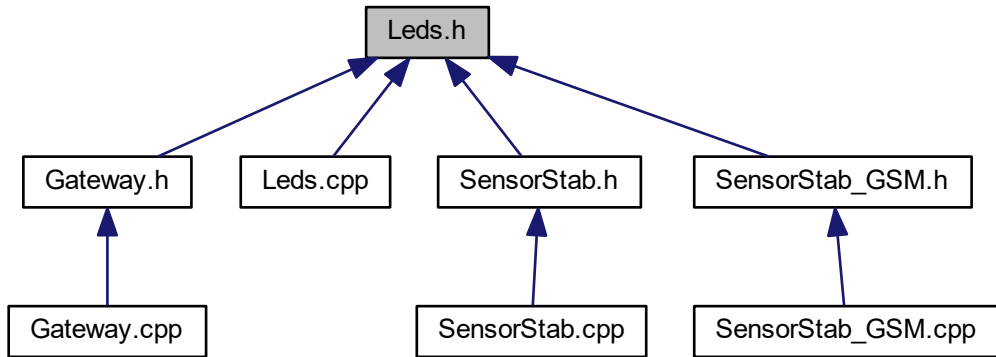 Leds.h
Gateway.h
Leds.cpp
SensorStab.h
SensorStab_GSM.h
Gateway.cpp
SensorStab.cpp
SensorStab_GSM.cpp